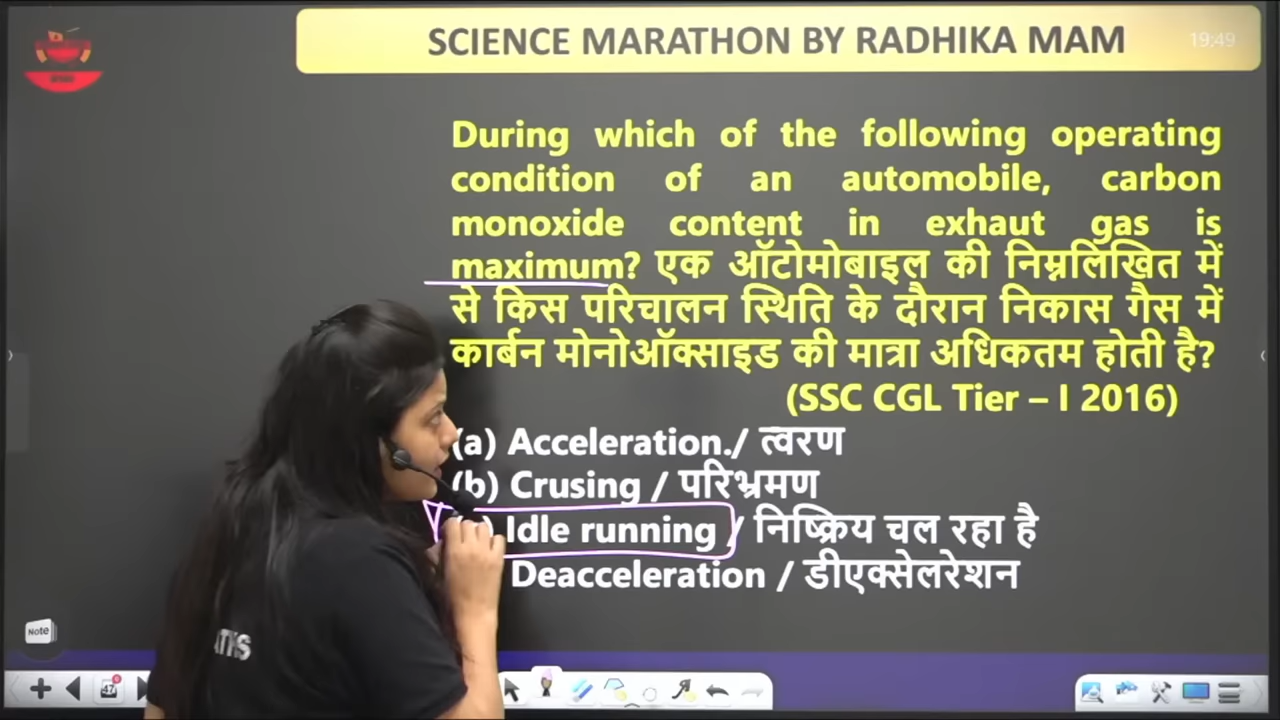 SCIENCE MARATHON BY RADHIKA MAM
19:49
During which of the following operating
condition of an automobile, carbon
monoxide content in exhaut gas is
maximum? एक ऑटोमोबाइल की निम्नलिखित में
से किस परिचालन स्थिति के दौरान निकास गैस में
कार्बन मोनोऑक्साइड की मात्रा अधिकतम होती है?
(SSC CGL Tier – I 2016)
(a) Acceleration./ त्वरण
(b) Crusing / परिभ्रमण
Idle running / निष्क्रिय चल रहा है
Deacceleration / डीएक्सेलरेशन
Note
47